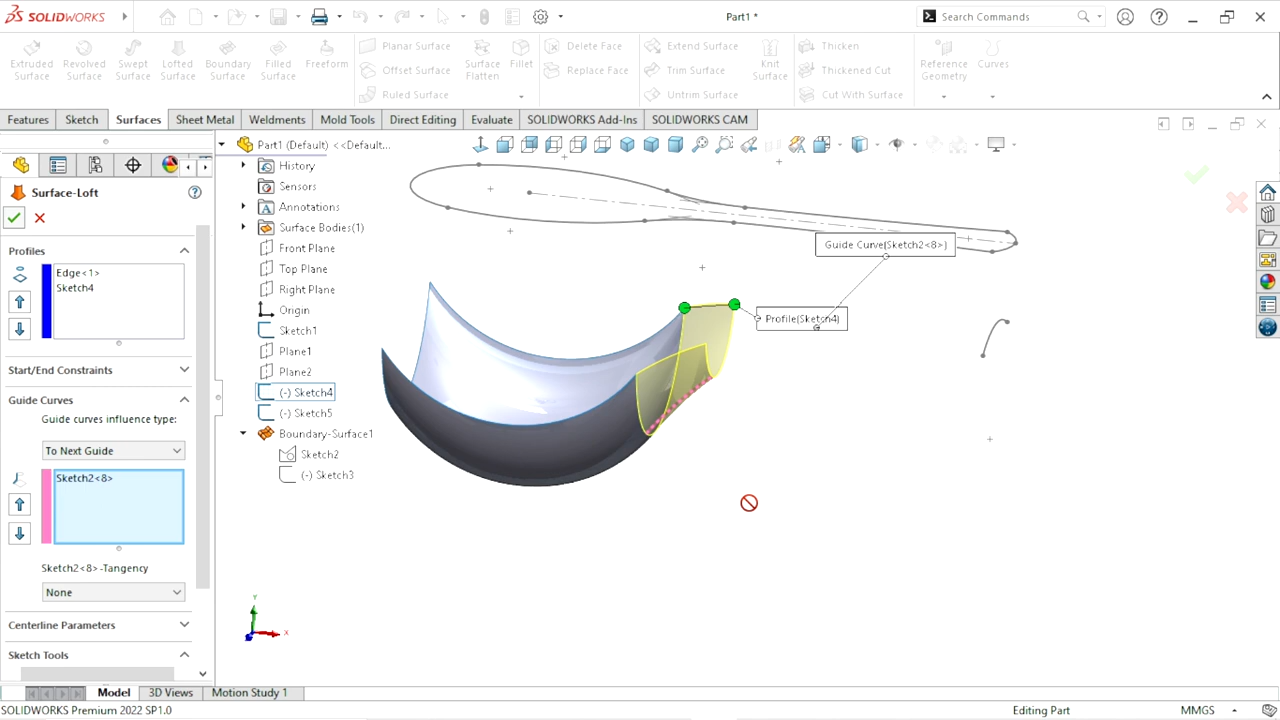 SOLIDWORKS
Part1 *
Search Commands
Extruded Surface
Revolved Surface
Swept Surface
Lofted Surface
Boundary Surface
Filled Surface
Freeform
Planar Surface
Offset Surface
Ruled Surface
Surface Flatten
Fillet
Delete Face
Replace Face
Extend Surface
Trim Surface
Untrim Surface
Knit Surface
Thicken
Thickened Cut
Cut With Surface
Reference Geometry
Curves
Features
Sketch
Surfaces
Sheet Metal
Weldments
Mold Tools
Direct Editing
Evaluate
SOLIDWORKS Add-Ins
SOLIDWORKS CAM
Surface-Loft
Profiles
Edge<1>
Sketch4
Start/End Constraints
Guide Curves
Guide curves influence type:
To Next Guide
Sketch2<8>
Sketch2<8>-Tangency
None
Centerline Parameters
Sketch Tools
Part1 (Default) <<Default...
History
Sensors
Annotations
Surface Bodies(1)
Front Plane
Top Plane
Right Plane
Origin
Sketch1
Plane1
Plane2
(-) Sketch4
(-) Sketch5
Boundary-Surface1
Sketch2
(-) Sketch3
Guide Curve(Sketch2<8>)
Profile(Sketch4)
Y
X
Model
3D Views
Motion Study 1
SOLIDWORKS Premium 2022 SP1.0
Editing Part
MMGS